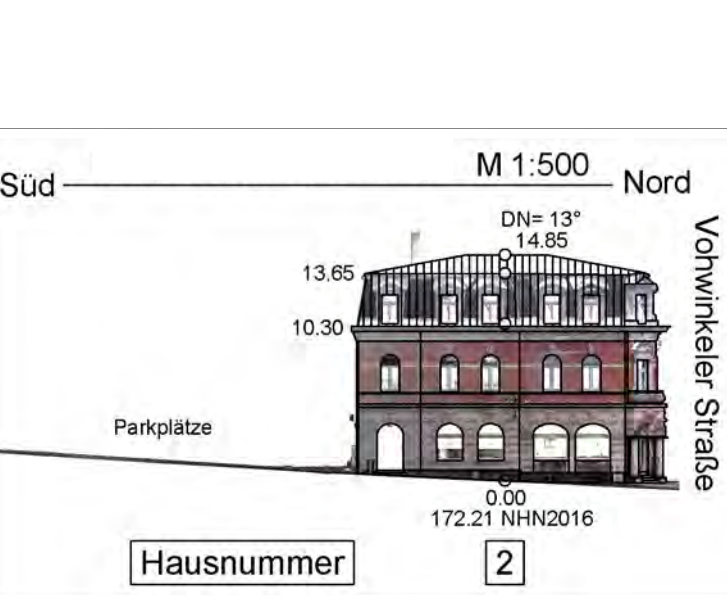 M 1:500
Süd
Nord
DN= 13°
14.85
13.65
10.30
Vohwinkeler Straße
Parkplätze
0.00
172.21 NHN2016
Hausnummer
2